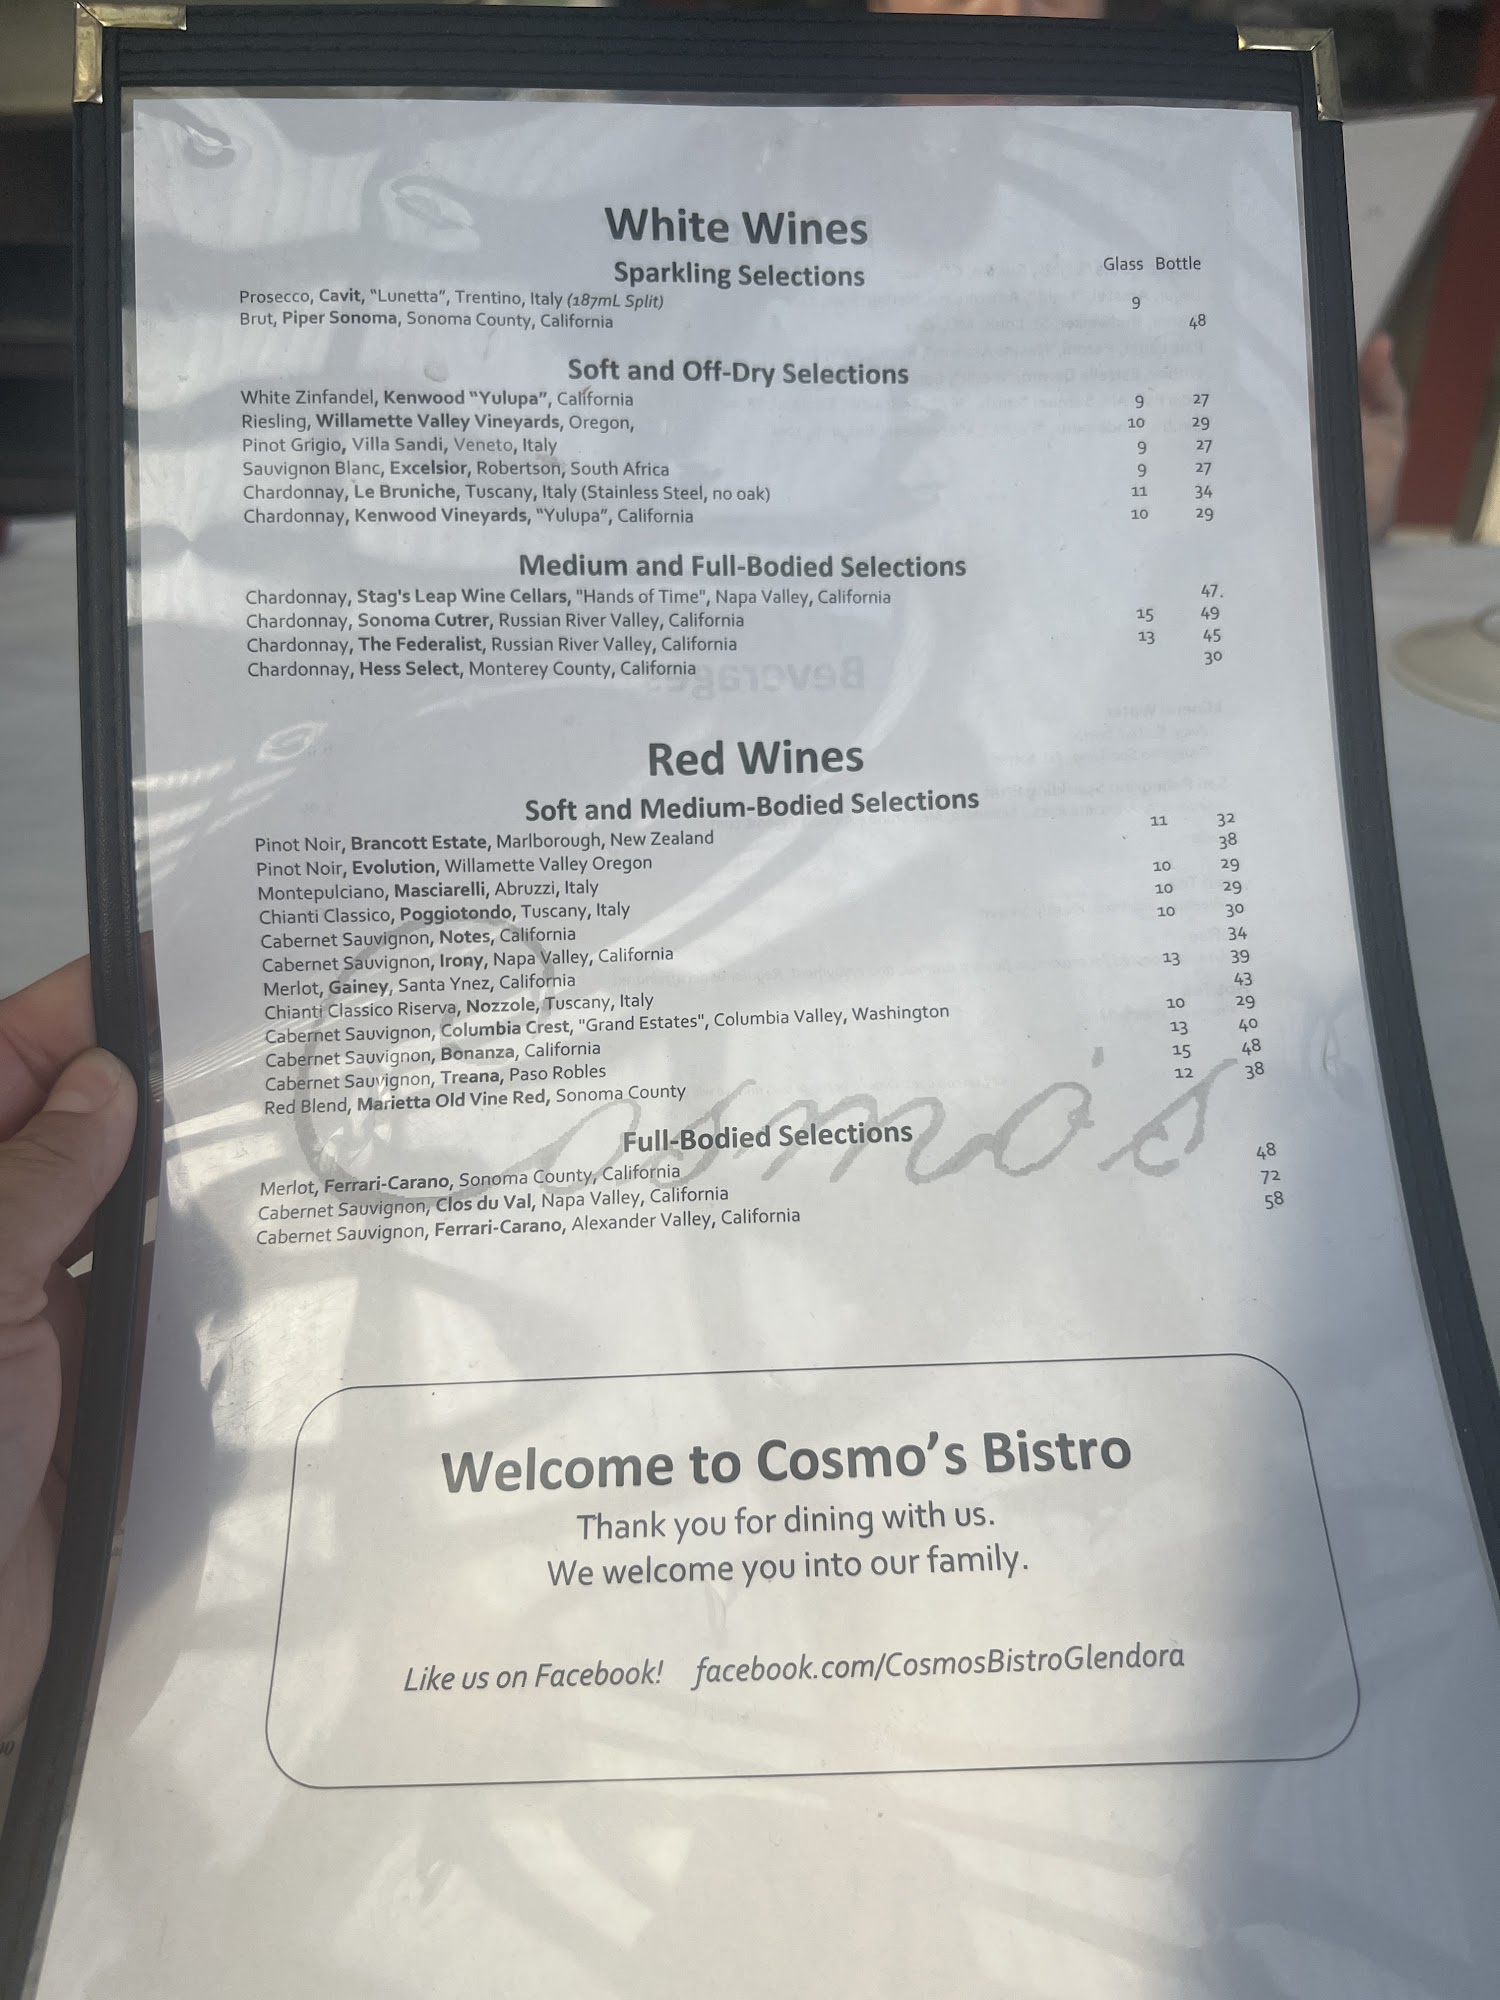 White Wines
Glass Bottle
Sparkling Selections
Prosecco, Cavit, "Lunetta", Trentino, Italy (187mL Split) 9
Brut, Piper Sonoma, Sonoma County, California 48
Soft and Off-Dry Selections
White Zinfandel, Kenwood "Yulupa", California 9 27
Riesling, Willamette Valley Vineyards, Oregon, 10 29
Pinot Grigio, Villa Sandi, Veneto, Italy 9 27
Sauvignon Blanc, Excelsior, Robertson, South Africa 9 27
Chardonnay, Le Bruniche, Tuscany, Italy (Stainless Steel, no oak) 11 34
Chardonnay, Kenwood Vineyards, "Yulupa", California 10 29
Medium and Full-Bodied Selections
Chardonnay, Stag's Leap Wine Cellars, "Hands of Time", Napa Valley, California 47.
Chardonnay, Sonoma Cutrer, Russian River Valley, California 15 49
Chardonnay, The Federalist, Russian River Valley, California 13 45
Chardonnay, Hess Select, Monterey County, California 30
Red Wines
Soft and Medium-Bodied Selections
Pinot Noir, Brancott Estate, Marlborough, New Zealand 11 32
Pinot Noir, Evolution, Willamette Valley Oregon 38
Montepulciano, Masciarelli, Abruzzi, Italy 10 29
Chianti Classico, Poggiotondo, Tuscany, Italy 10 29
Cabernet Sauvignon, Notes, California 10 30
Cabernet Sauvignon, Irony, Napa Valley, California 34
Merlot, Gainey, Santa Ynez, California 13 39
Chianti Classico Riserva, Nozzole, Tuscany, Italy 43
Cabernet Sauvignon, Columbia Crest, "Grand Estates", Columbia Valley, Washington 10 29
Cabernet Sauvignon, Bonanza, California 13 40
Cabernet Sauvignon, Treana, Paso Robles 15 48
Red Blend, Marietta Old Vine Red, Sonoma County 12 38
Cosmo's
Full-Bodied Selections
Merlot, Ferrari-Carano, Sonoma County, California 48
Cabernet Sauvignon, Clos du Val, Napa Valley, California 72
Cabernet Sauvignon, Ferrari-Carano, Alexander Valley, California 58
Welcome to Cosmo's Bistro
Thank you for dining with us.
We welcome you into our family.
Like us on Facebook! facebook.com/CosmosBistroGlendora